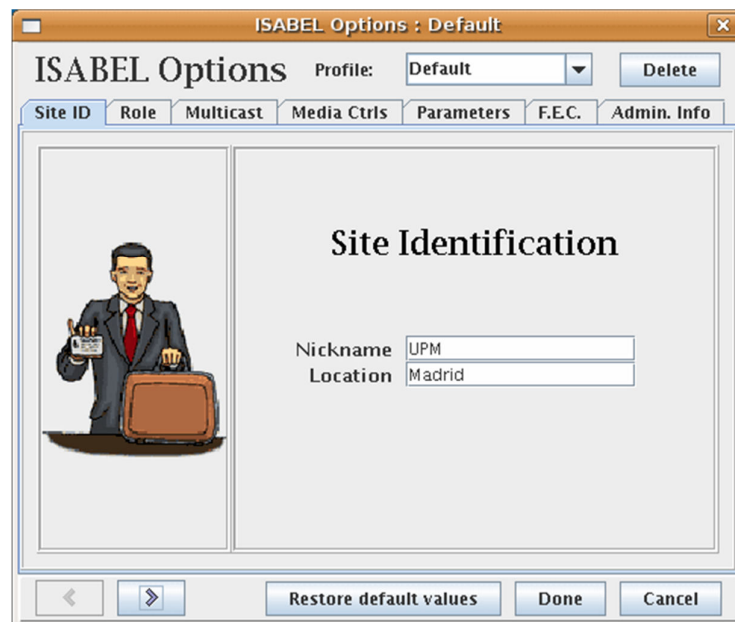 ISABEL Options : Default
ISABEL Options Profile: Default Delete
Site ID Role Multicast Media Ctrls Parameters F.E.C. Admin. Info
Site Identification
Nickname UPM
Location Madrid
Restore default values Done Cancel